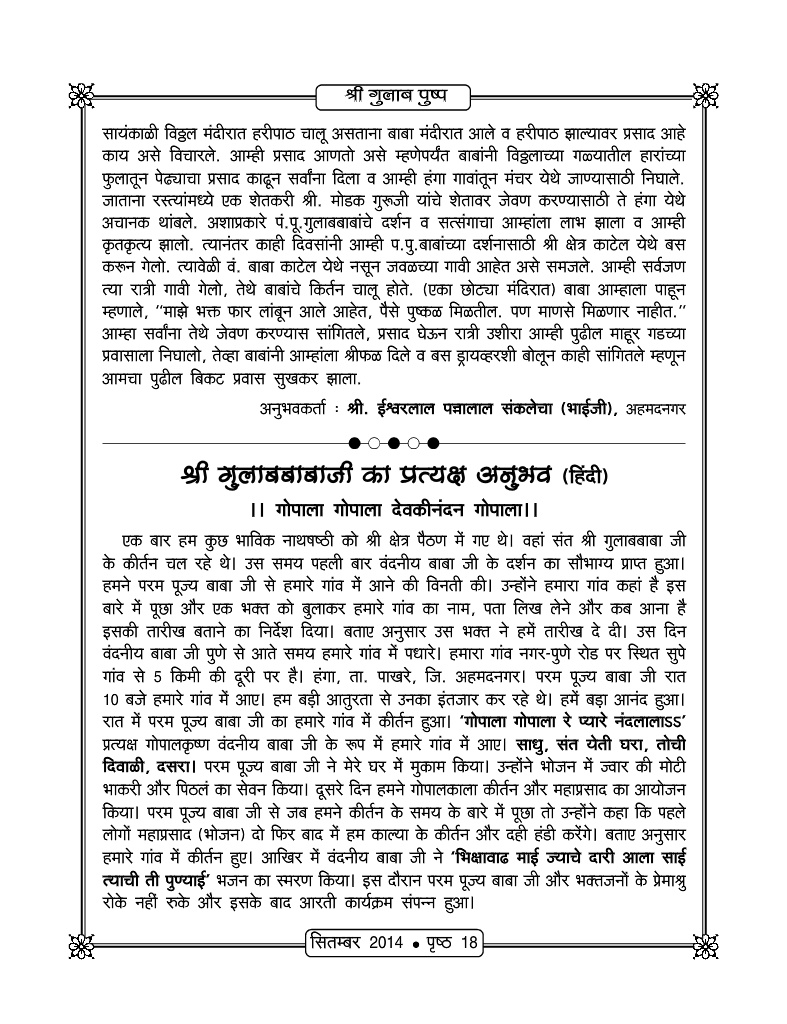 श्री गुलाब पुष्प
सायंकाळी विठ्ठल मंदीरात हरीपाठ चालू असताना बाबा मंदीरात आले व हरीपाठ झाल्यावर प्रसाद आहे
काय असे विचारले. आम्ही प्रसाद आणतो असे म्हणेपर्यंत बाबांनी विठ्ठलाच्या गळ्यातील हारांच्या
फुलातून पेढ्याचा प्रसाद काढून सर्वांना दिला व आम्ही हंगा गावांतून मंचर येथे जाण्यासाठी निघाले.
जाताना रस्त्यांमध्ये एक शेतकरी श्री. मोडक गुरूजी यांचे शेतावर जेवण करण्यासाठी ते हंगा येथे
अचानक थांबले. अशाप्रकारे पं.पू.गुलाबबाबांचे दर्शन व सत्संगाचा आम्हांला लाभ झाला व आम्ही
कृतकृत्य झालो. त्यानंतर काही दिवसांनी आम्ही प.पु.बाबांच्या दर्शनासाठी श्री क्षेत्र काटेल येथे बस
करून गेलो. त्यावेळी वं. बाबा काटेल येथे नसून जवळच्या गावी आहेत असे समजले. आम्ही सर्वजण
त्या रात्री गावी गेलो, तेथे बाबांचे किर्तन चालू होते. (एका छोट्या मंदिरात) बाबा आम्हाला पाहून
म्हणाले, ‘‘माझे भक्त फार लांबून आले आहेत, पैसे पुष्कळ मिळतील. पण माणसे मिळणार नाहीत.’’
आम्हा सर्वांना तेथे जेवण करण्यास सांगितले, प्रसाद घेऊन रात्री उशीरा आम्ही पुढील माहूर गडच्या
प्रवासाला निघालो, तेव्हा बाबांनी आम्हांला श्रीफळ दिले व बस ड्रायव्हरशी बोलून काही सांगितले म्हणून
आमचा पुढील बिकट प्रवास सुखकर झाला.
अनुभवकर्ता : श्री. ईश्वरलाल पन्नालाल संकलेचा (भाईजी), अहमदनगर
श्री गुलाबबाबाजी का प्रत्यक्ष अनुभव (हिंदी)
।। गोपाला गोपाला देवकीनंदन गोपाला।।
एक बार हम कुछ भाविक नाथषष्ठी को श्री क्षेत्र पैठण में गए थे। वहां संत श्री गुलाबबाबा जी
के कीर्तन चल रहे थे। उस समय पहली बार वंदनीय बाबा जी के दर्शन का सौभाग्य प्राप्त हुआ।
हमने परम पूज्य बाबा जी से हमारे गांव में आने की विनती की। उन्होंने हमारा गांव कहां है इस
बारे में पूछा और एक भक्त को बुलाकर हमारे गांव का नाम, पता लिख लेने और कब आना है
इसकी तारीख बताने का निर्देश दिया। बताए अनुसार उस भक्त ने हमें तारीख दे दी। उस दिन
वंदनीय बाबा जी पुणे से आते समय हमारे गांव में पधारे। हमारा गांव नगर-पुणे रोड पर स्थित सुपे
गांव से 5 किमी की दूरी पर है। हंगा, ता. पाखरे, जि. अहमदनगर। परम पूज्य बाबा जी रात
10 बजे हमारे गांव में आए। हम बड़ी आतुरता से उनका इंतजार कर रहे थे। हमें बड़ा आनंद हुआ।
रात में परम पूज्य बाबा जी का हमारे गांव में कीर्तन हुआ। ‘गोपाला गोपाला रे प्यारे नंदलालाऽऽ’
प्रत्यक्ष गोपालकृष्ण वंदनीय बाबा जी के रूप में हमारे गांव में आए। साधु, संत येती घरा, तोची
दिवाळी, दसरा। परम पूज्य बाबा जी ने मेरे घर में मुकाम किया। उन्होंने भोजन में ज्वार की मोटी
भाकरी और पिठलं का सेवन किया। दूसरे दिन हमने गोपालकाला कीर्तन और महाप्रसाद का आयोजन
किया। परम पूज्य बाबा जी से जब हमने कीर्तन के समय के बारे में पूछा तो उन्होंने कहा कि पहले
लोगों महाप्रसाद (भोजन) दो फिर बाद में हम काल्या के कीर्तन और दही हंडी करेंगे। बताए अनुसार
हमारे गांव में कीर्तन हुए। आखिर में वंदनीय बाबा जी ने ‘भिक्षावाढ माई ज्याचे दारी आला साई
त्याची ती पुण्याई’ भजन का स्मरण किया। इस दौरान परम पूज्य बाबा जी और भक्तजनों के प्रेमाश्रु
रोके नहीं रुके और इसके बाद आरती कार्यक्रम संपन्न हुआ।
सितम्बर 2014 ● पृष्ठ 18